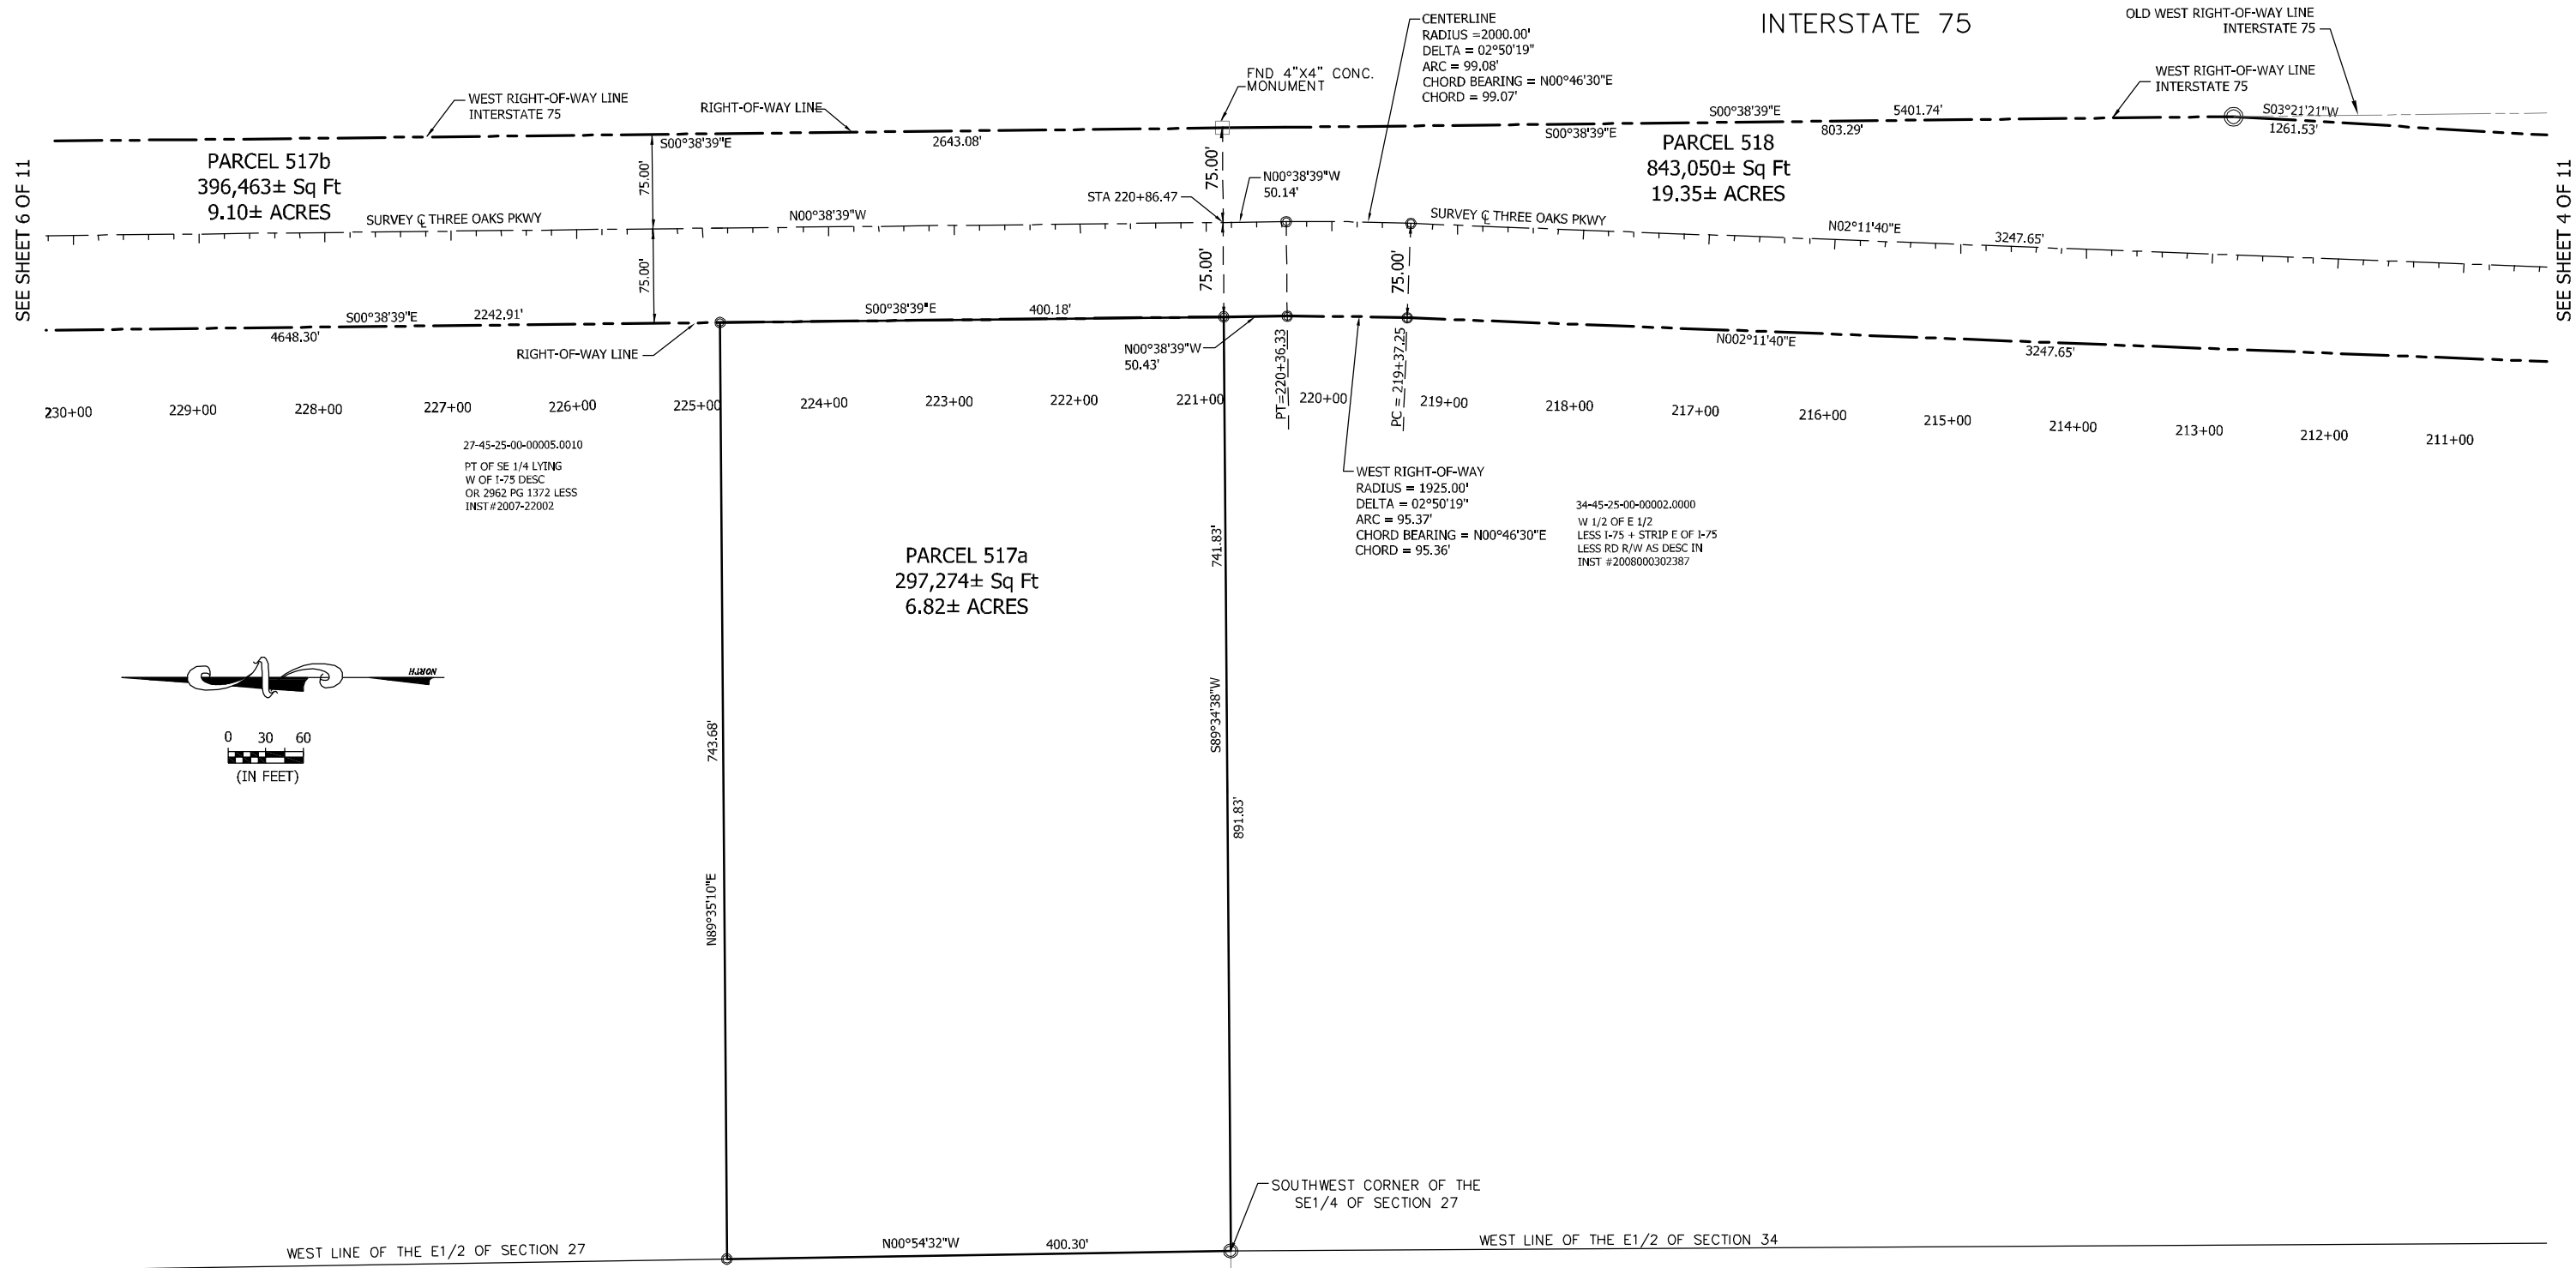 INTERSTATE 75
OLD WEST RIGHT-OF-WAY LINE
INTERSTATE 75
CENTERLINE
RADIUS =2000.00'
DELTA = 02°50'19"
ARC = 99.08'
CHORD BEARING = N00°46'30"E
CHORD = 99.07'
FND 4"X4" CONC.
MONUMENT
WEST RIGHT-OF-WAY LINE
INTERSTATE 75
WEST RIGHT-OF-WAY LINE
INTERSTATE 75
RIGHT-OF-WAY LINE
S00°38'39"E
5401.74'
S03°21'21"W
1261.53'
S00°38'39"E
2643.08'
S00°38'39"E
803.29'
SEE SHEET 6 OF 11
PARCEL 517b
396,463± Sq Ft
9.10± ACRES
75.00'
75.00'
PARCEL 518
843,050± Sq Ft
19.35± ACRES
SEE SHEET 4 OF 11
STA 220+86.47
N00°38'39"W
50.14'
SURVEY ℄ THREE OAKS PKWY
N00°38'39"W
SURVEY ℄ THREE OAKS PKWY
N02°11'40"E
3247.65'
75.00'
75.00'
75.00'
S00°38'39"E
2242.91'
4648.30'
S00°38'39"E
400.18'
RIGHT-OF-WAY LINE
N00°38'39"W
50.43'
N002°11'40"E
3247.65'
PT=220+36.33
PC = 219+37.25
230+00
229+00
228+00
227+00
226+00
225+00
224+00
223+00
222+00
221+00
220+00
219+00
218+00
217+00
216+00
215+00
214+00
213+00
212+00
211+00
27-45-25-00-00005.0010
PT OF SE 1/4 LYING
W OF I-75 DESC
OR 2962 PG 1372 LESS
INST#2007-22002
WEST RIGHT-OF-WAY
RADIUS = 1925.00'
DELTA = 02°50'19"
ARC = 95.37'
CHORD BEARING = N00°46'30"E
CHORD = 95.36'
34-45-25-00-00002.0000
W 1/2 OF E 1/2
LESS I-75 + STRIP E OF I-75
LESS RD R/W AS DESC IN
INST #2008000302387
PARCEL 517a
297,274± Sq Ft
6.82± ACRES
741.83'
S89°34'38"W
891.83'
743.68'
N89°35'10"E
NORTH
0 30 60
(IN FEET)
SOUTHWEST CORNER OF THE
SE1/4 OF SECTION 27
WEST LINE OF THE E1/2 OF SECTION 27
N00°54'32"W
400.30'
WEST LINE OF THE E1/2 OF SECTION 34